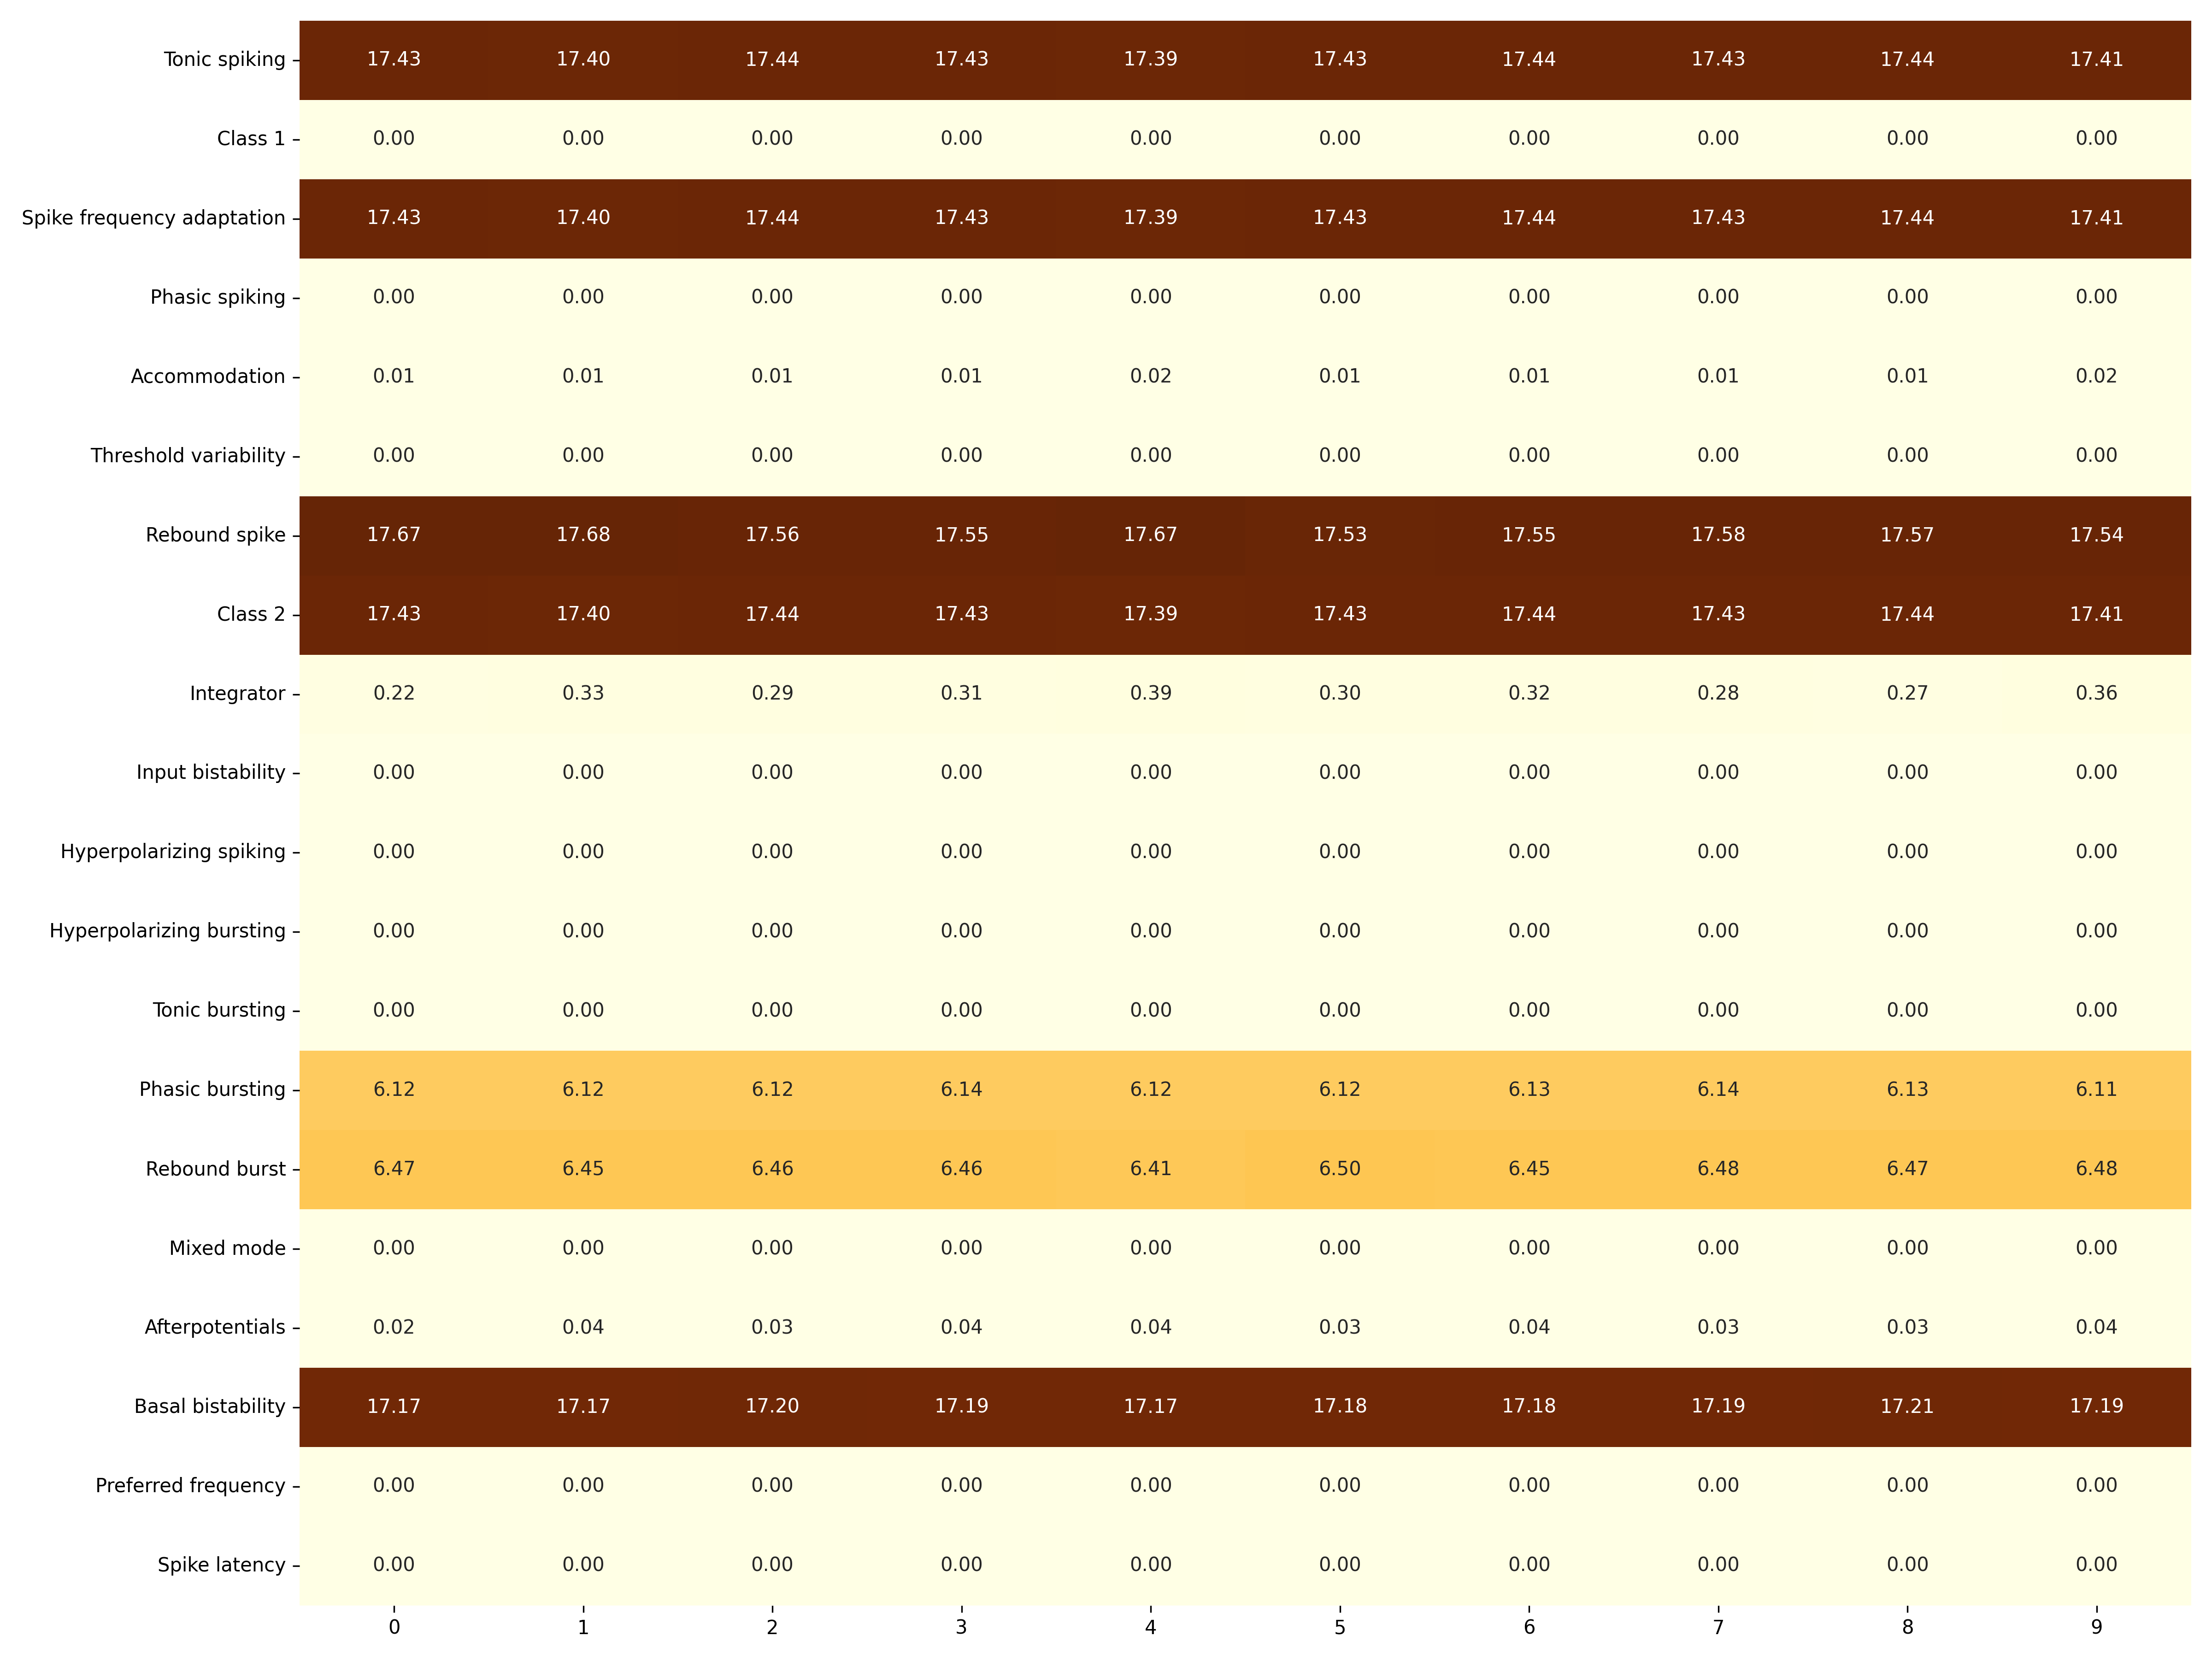 Tonic spiking 17.43 17.40 17.44 17.43 17.39 17.43 17.44 17.43 17.44 17.41
Class 1 0.00 0.00 0.00 0.00 0.00 0.00 0.00 0.00 0.00 0.00
Spike frequency adaptation 17.43 17.40 17.44 17.43 17.39 17.43 17.44 17.43 17.44 17.41
Phasic spiking 0.00 0.00 0.00 0.00 0.00 0.00 0.00 0.00 0.00 0.00
Accommodation 0.01 0.01 0.01 0.01 0.02 0.01 0.01 0.01 0.01 0.02
Threshold variability 0.00 0.00 0.00 0.00 0.00 0.00 0.00 0.00 0.00 0.00
Rebound spike 17.67 17.68 17.56 17.55 17.67 17.53 17.55 17.58 17.57 17.54
Class 2 17.43 17.40 17.44 17.43 17.39 17.43 17.44 17.43 17.44 17.41
Integrator 0.22 0.33 0.29 0.31 0.39 0.30 0.32 0.28 0.27 0.36
Input bistability 0.00 0.00 0.00 0.00 0.00 0.00 0.00 0.00 0.00 0.00
Hyperpolarizing spiking 0.00 0.00 0.00 0.00 0.00 0.00 0.00 0.00 0.00 0.00
Hyperpolarizing bursting 0.00 0.00 0.00 0.00 0.00 0.00 0.00 0.00 0.00 0.00
Tonic bursting 0.00 0.00 0.00 0.00 0.00 0.00 0.00 0.00 0.00 0.00
Phasic bursting 6.12 6.12 6.12 6.14 6.12 6.12 6.13 6.14 6.13 6.11
Rebound burst 6.47 6.45 6.46 6.46 6.41 6.50 6.45 6.48 6.47 6.48
Mixed mode 0.00 0.00 0.00 0.00 0.00 0.00 0.00 0.00 0.00 0.00
Afterpotentials 0.02 0.04 0.03 0.04 0.04 0.03 0.04 0.03 0.03 0.04
Basal bistability 17.17 17.17 17.20 17.19 17.17 17.18 17.18 17.19 17.21 17.19
Preferred frequency 0.00 0.00 0.00 0.00 0.00 0.00 0.00 0.00 0.00 0.00
Spike latency 0.00 0.00 0.00 0.00 0.00 0.00 0.00 0.00 0.00 0.00
0 1 2 3 4 5 6 7 8 9